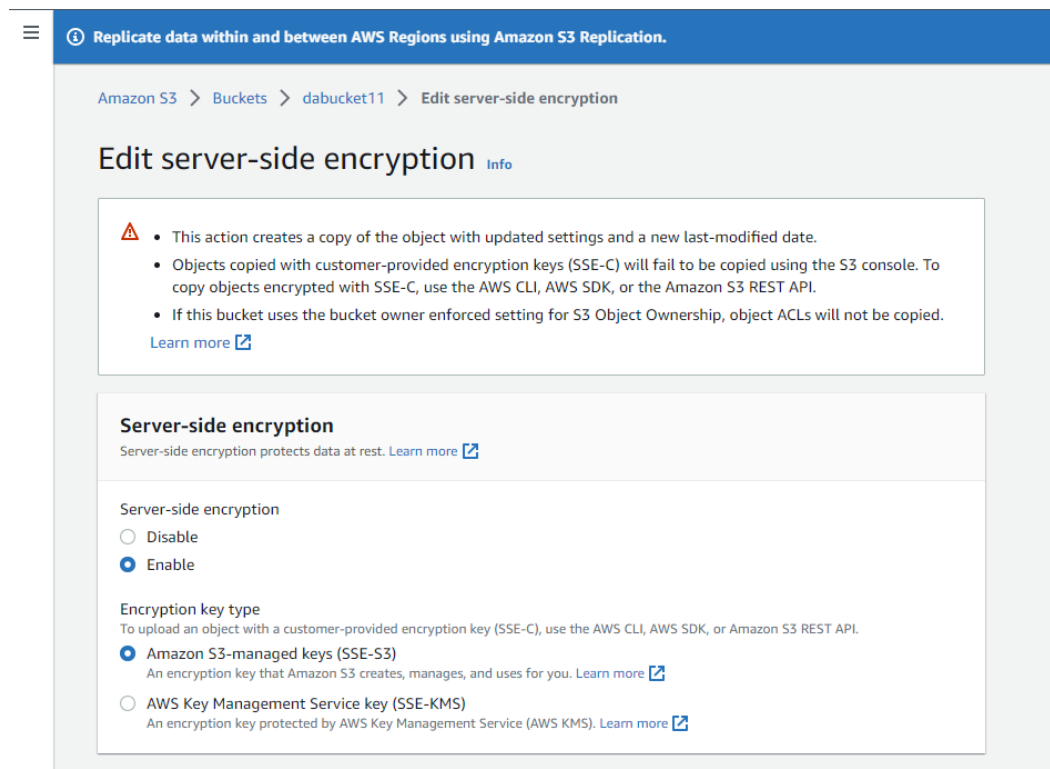 Replicate data within and between AWS Regions using Amazon S3 Replication.
Amazon S3 > Buckets > dabucket11 > Edit server-side encryption
Edit server-side encryption Info
• This action creates a copy of the object with updated settings and a new last-modified date.
• Objects copied with customer-provided encryption keys (SSE-C) will fail to be copied using the S3 console. To
copy objects encrypted with SSE-C, use the AWS CLI, AWS SDK, or the Amazon S3 REST API.
• If this bucket uses the bucket owner enforced setting for S3 Object Ownership, object ACLs will not be copied.
Learn more
Server-side encryption
Server-side encryption protects data at rest. Learn more
Server-side encryption
Disable
Enable
Encryption key type
To upload an object with a customer-provided encryption key (SSE-C), use the AWS CLI, AWS SDK, or Amazon S3 REST API.
Amazon S3-managed keys (SSE-S3)
An encryption key that Amazon S3 creates, manages, and uses for you. Learn more
AWS Key Management Service key (SSE-KMS)
An encryption key protected by AWS Key Management Service (AWS KMS). Learn more